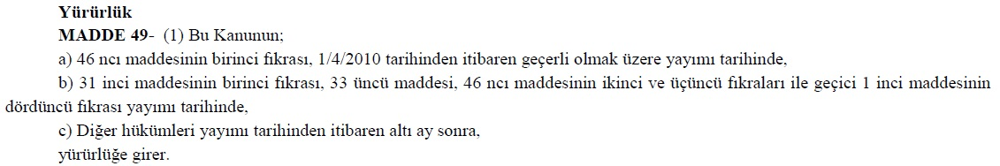 Yürürlük
MADDE 49- (1) Bu Kanunun;
a) 46 ncı maddesinin birinci fıkrası, 1/4/2010 tarihinden itibaren geçerli olmak üzere yayımı tarihinde,
b) 31 inci maddesinin birinci fıkrası, 33 üncü maddesi, 46 ncı maddesinin ikinci ve üçüncü fıkraları ile geçici 1 inci maddesinin
dördüncü fıkrası yayımı tarihinde,
c) Diğer hükümleri yayımı tarihinden itibaren altı ay sonra,
yürürlüğe girer.